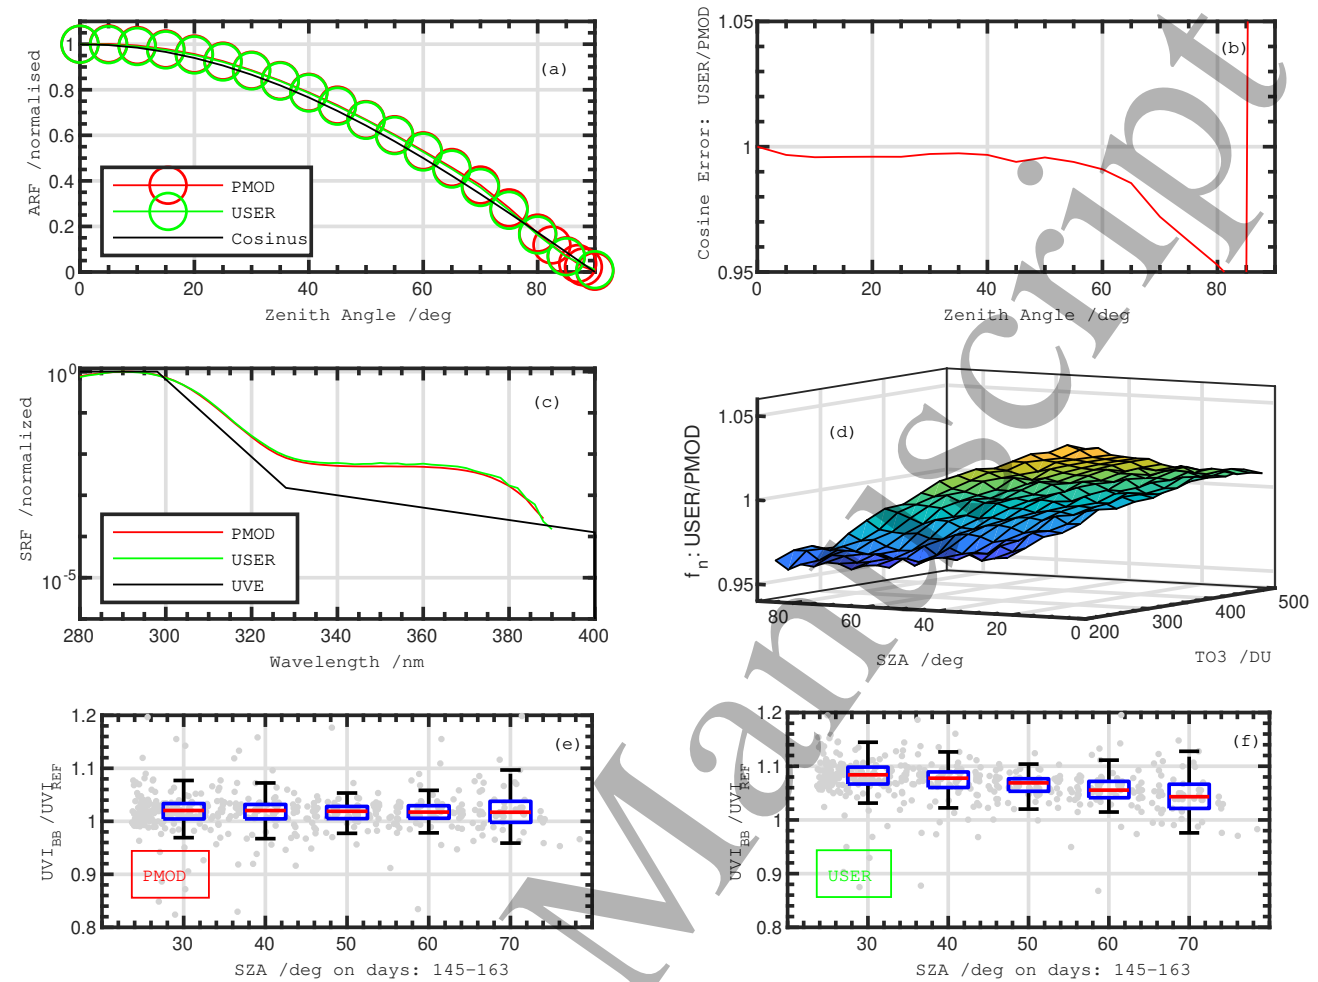 ARF /normalised
1
0.8
0.6
0.4
0.2
0
(a)
PMOD
USER
Cosinus
0 20 40 60 80
Zenith Angle /deg
Cosine Error: USER/PMOD
1.05
1
0.95
(b)
0 20 40 60 80
Zenith Angle /deg
SRF /normalized
10^0
10^-5
(c)
PMOD
USER
UVE
280 300 320 340 360 380 400
Wavelength /nm
f_n: USER/PMOD
1.05
1
0.95
(d)
80 60 40 20 0
200 300 400 500
SZA /deg
TO3 /DU
UVI_BB /UVI_REF
1.2
1.1
1
0.9
0.8
(e)
PMOD
30 40 50 60 70
SZA /deg on days: 145-163
UVI_BB /UVI_REF
1.2
1.1
1
0.9
0.8
(f)
USER
30 40 50 60 70
SZA /deg on days: 145-163
Manuscript